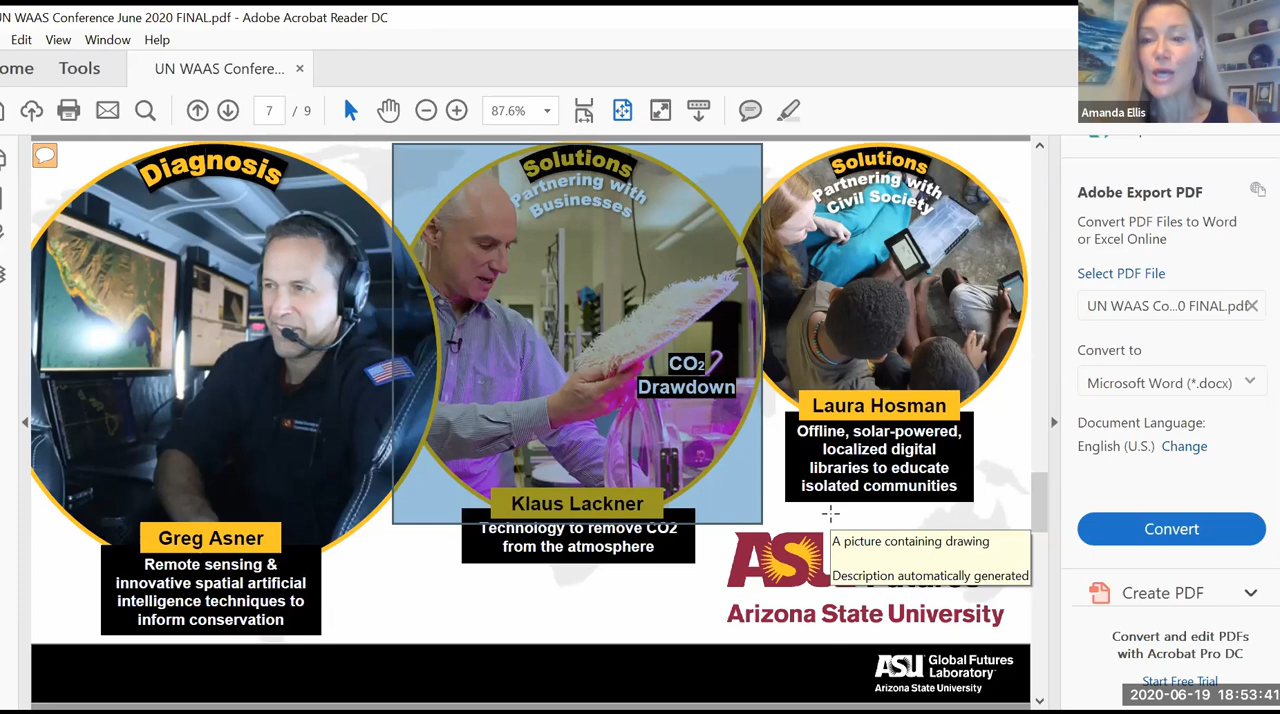 UN WAAS Conference June 2020 FINAL.pdf - Adobe Acrobat Reader DC
Edit View Window Help
ome Tools UN WAAS Confere... ×
7 / 9 87.6%
Amanda Ellis
Diagnosis
Greg Asner
Remote sensing &
innovative spatial artificial
intelligence techniques to
inform conservation
Solutions
Partnering with
Businesses
CO2
Drawdown
Klaus Lackner
Technology to remove CO2
from the atmosphere
Solutions
Partnering with
Civil Society
Laura Hosman
Offline, solar-powered,
localized digital
libraries to educate
isolated communities
ASU
A picture containing drawing
Description automatically generated
Arizona State University
ASU Global Futures
Laboratory
Arizona State University
Adobe Export PDF
Convert PDF Files to Word
or Excel Online
Select PDF File
UN WAAS Co...0 FINAL.pdf
Convert to
Microsoft Word (*.docx)
Document Language:
English (U.S.) Change
Convert
Create PDF
Convert and edit PDFs
with Acrobat Pro DC
Start Free Trial
2020-06-19 18:53:41